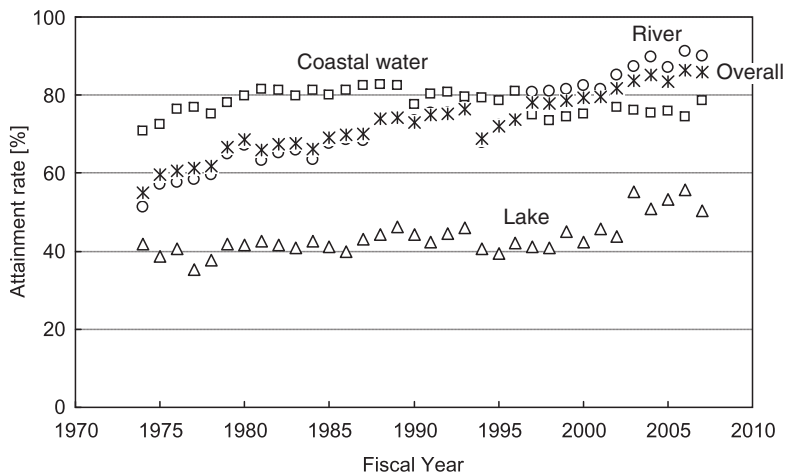 100
80
60
40
20
0
Attainment rate [%]
Coastal water
River
Overall
Lake
1970 1975 1980 1985 1990 1995 2000 2005 2010
Fiscal Year